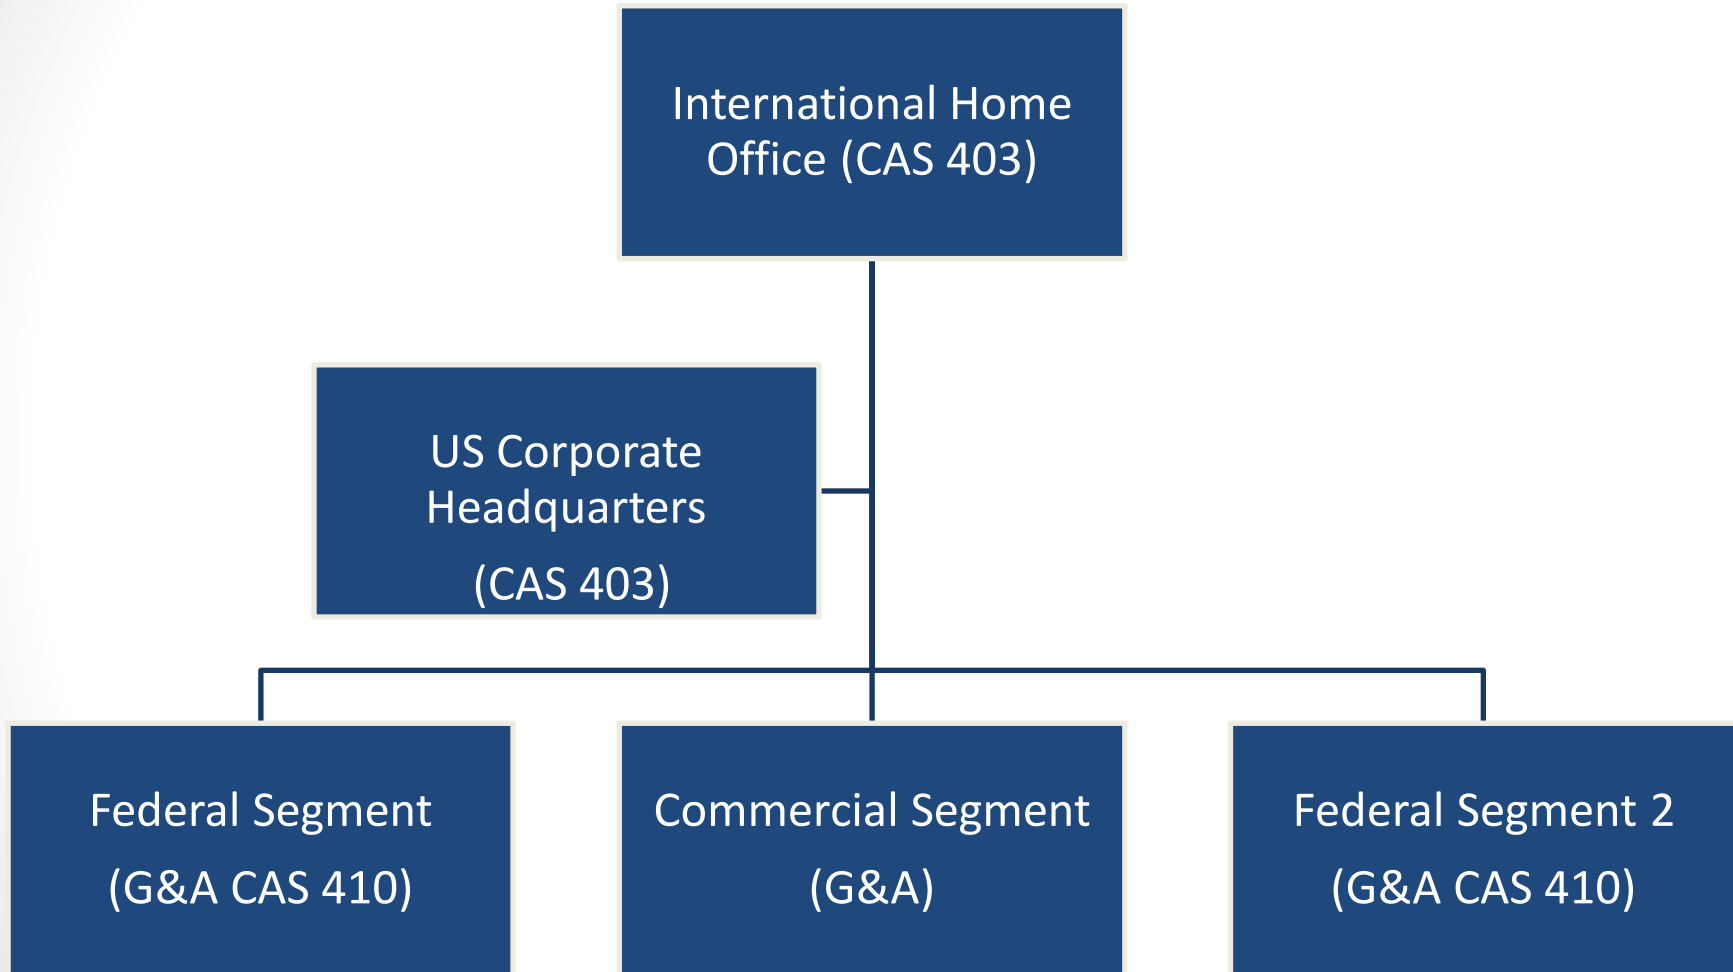 International Home
Office (CAS 403)
US Corporate
Headquarters
(CAS 403)
Federal Segment
(G&A CAS 410)
Commercial Segment
(G&A)
Federal Segment 2
(G&A CAS 410)